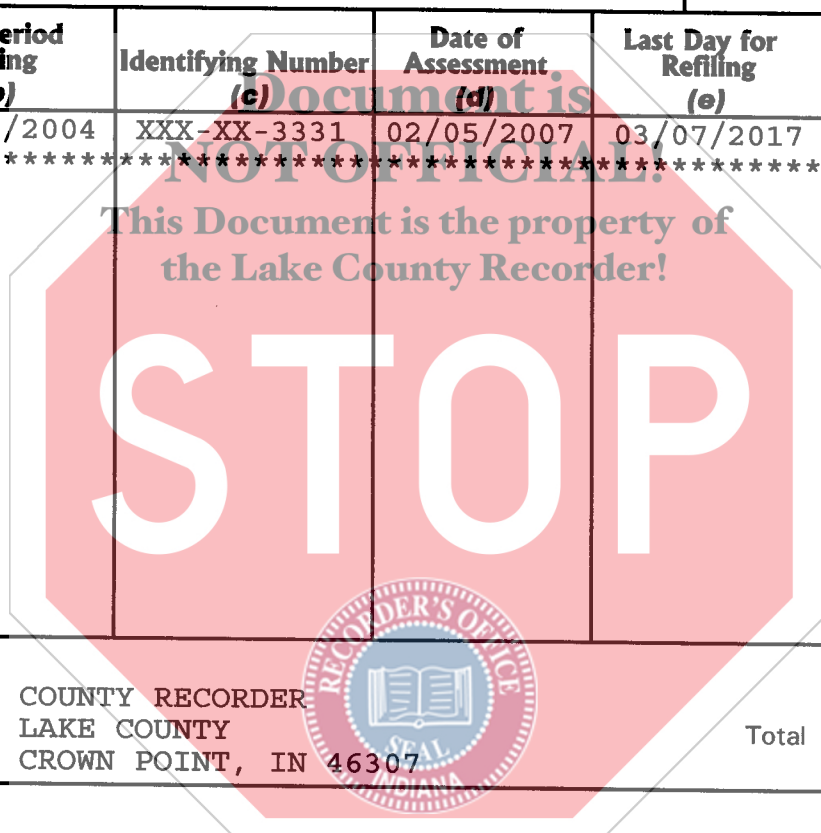 eriod
ing
)
Identifying Number
(c)
Date of
Assessment
(d)
Last Day for
Refiling
(e)
/2004 XXX-XX-3331 02/05/2007 03/07/2017
******************************************
Document is
NOT OFFICIAL!
This Document is the property of
the Lake County Recorder!
STOP
RECORDER'S OFFICE
SEAL
INDIANA
COUNTY RECORDER
LAKE COUNTY
CROWN POINT, IN 46307
Total